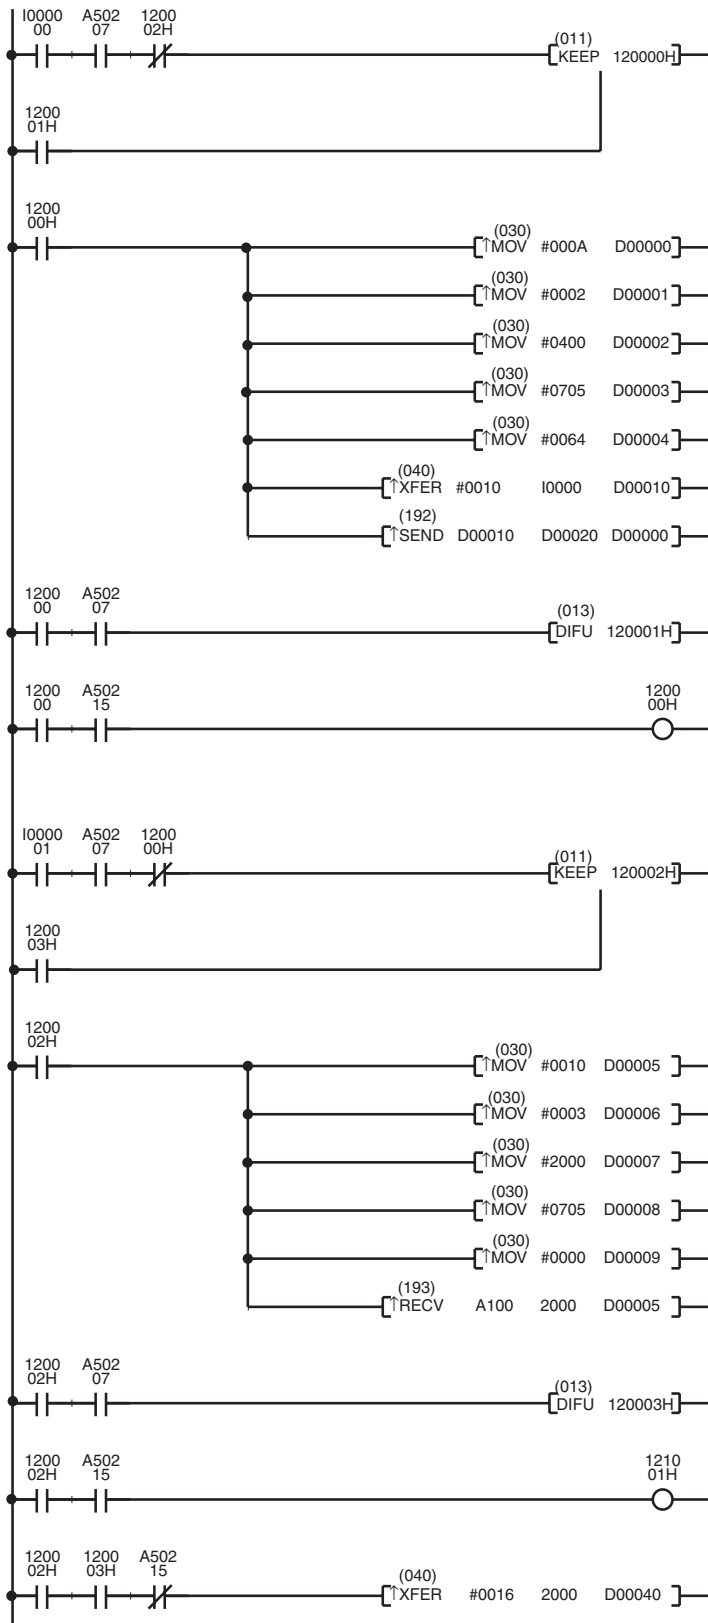 I0000 A502 1200
00 07 02H
(011)
KEEP 120000H
1200
01H
1200
00H
(030)
↑MOV #000A D00000
(030)
↑MOV #0002 D00001
(030)
↑MOV #0400 D00002
(030)
↑MOV #0705 D00003
(030)
↑MOV #0064 D00004
(040)
↑XFER #0010 I0000 D00010
(192)
↑SEND D00010 D00020 D00000
1200 A502
00 07
(013)
DIFU 120001H
1200 A502 1200
00 15 00H
I0000 A502 1200
01 07 00H
(011)
KEEP 120002H
1200
03H
1200
02H
(030)
↑MOV #0010 D00005
(030)
↑MOV #0003 D00006
(030)
↑MOV #2000 D00007
(030)
↑MOV #0705 D00008
(030)
↑MOV #0000 D00009
(193)
↑RECV A100 2000 D00005
1200 A502
02H 07
(013)
DIFU 120003H
1200 A502 1210
02H 15 01H
1200 1200 A502
02H 03H 15
(040)
↑XFER #0016 2000 D00040